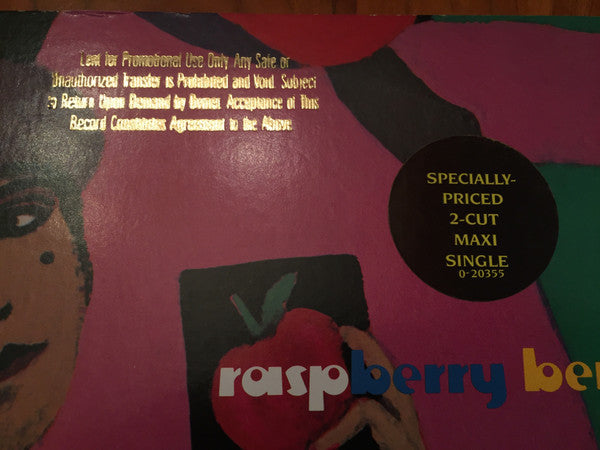 Lent for Promotional Use Only Any Sale or
Unauthorized Transfer is Prohibited and Void. Subject
to Return Upon Demand by Owner. Acceptance of This
Record Constitutes Agreement to the Above.
SPECIALLY-
PRICED
2-CUT
MAXI
SINGLE
0-20355
raspberry ber